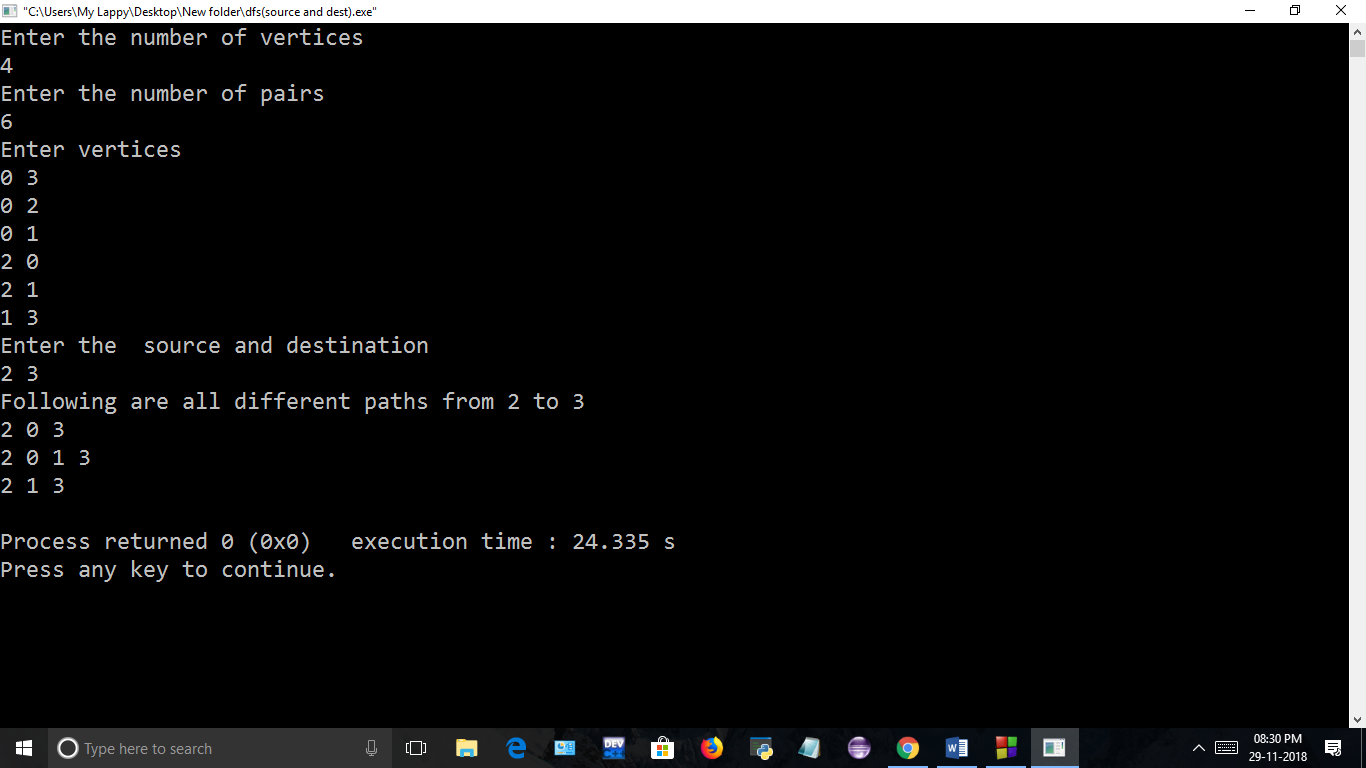 "C:\Users\My Lappy\Desktop\New folder\dfs(source and dest).exe"
Enter the number of vertices
4
Enter the number of pairs
6
Enter vertices
0 3
0 2
0 1
2 0
2 1
1 3
Enter the  source and destination
2 3
Following are all different paths from 2 to 3
2 0 3
2 0 1 3
2 1 3
Process returned 0 (0x0)   execution time : 24.335 s
Press any key to continue.
Type here to search
DEV
08:30 PM
29-11-2018